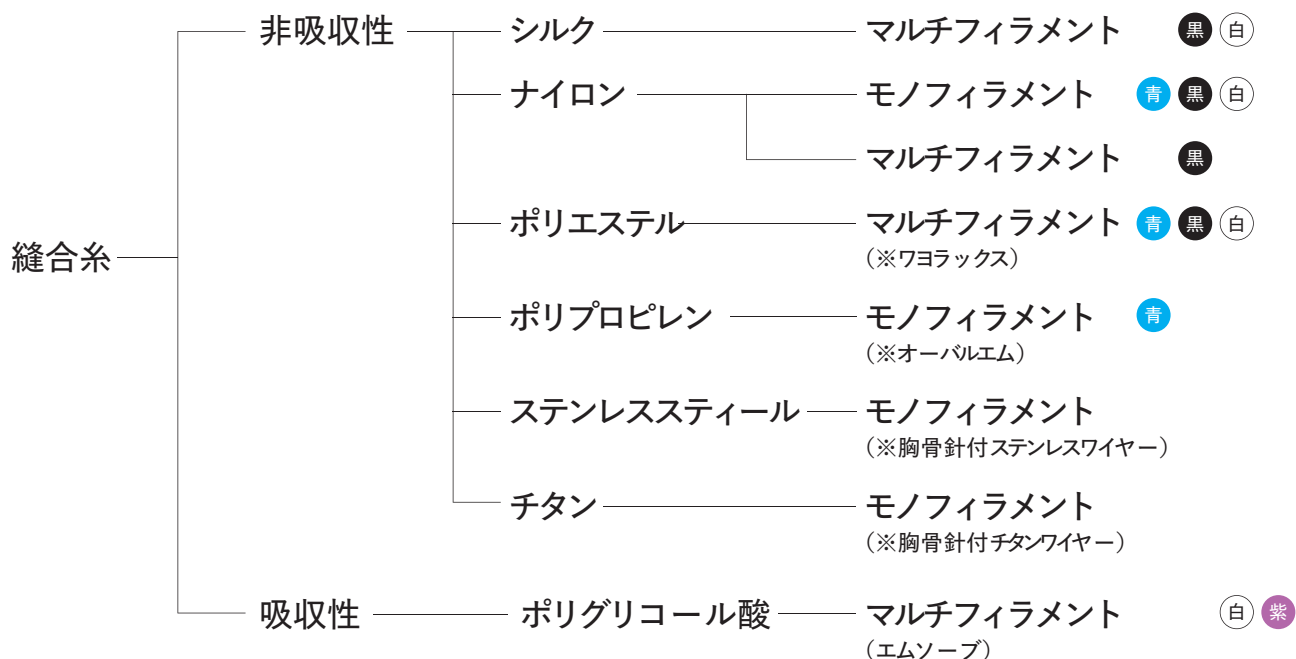 非吸収性 シルク マルチフィラメント 黒 白
ナイロン モノフィラメント 青 黒 白
マルチフィラメント 黒
ポリエステル マルチフィラメント 青 黒 白
（※ワヨラックス）
縫合糸
ポリプロピレン モノフィラメント 青
（※オーバルエム）
ステンレススティール モノフィラメント
（※胸骨針付ステンレスワイヤー）
チタン モノフィラメント
（※胸骨針付チタンワイヤー）
吸収性 ポリグリコール酸 マルチフィラメント 白 紫
（エムソーブ）